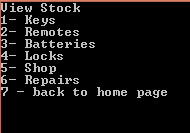 View Stock
1- Keys
2- Remotes
3- Batteries
4- Locks
5- Shop
6- Repairs
7 - back to home page